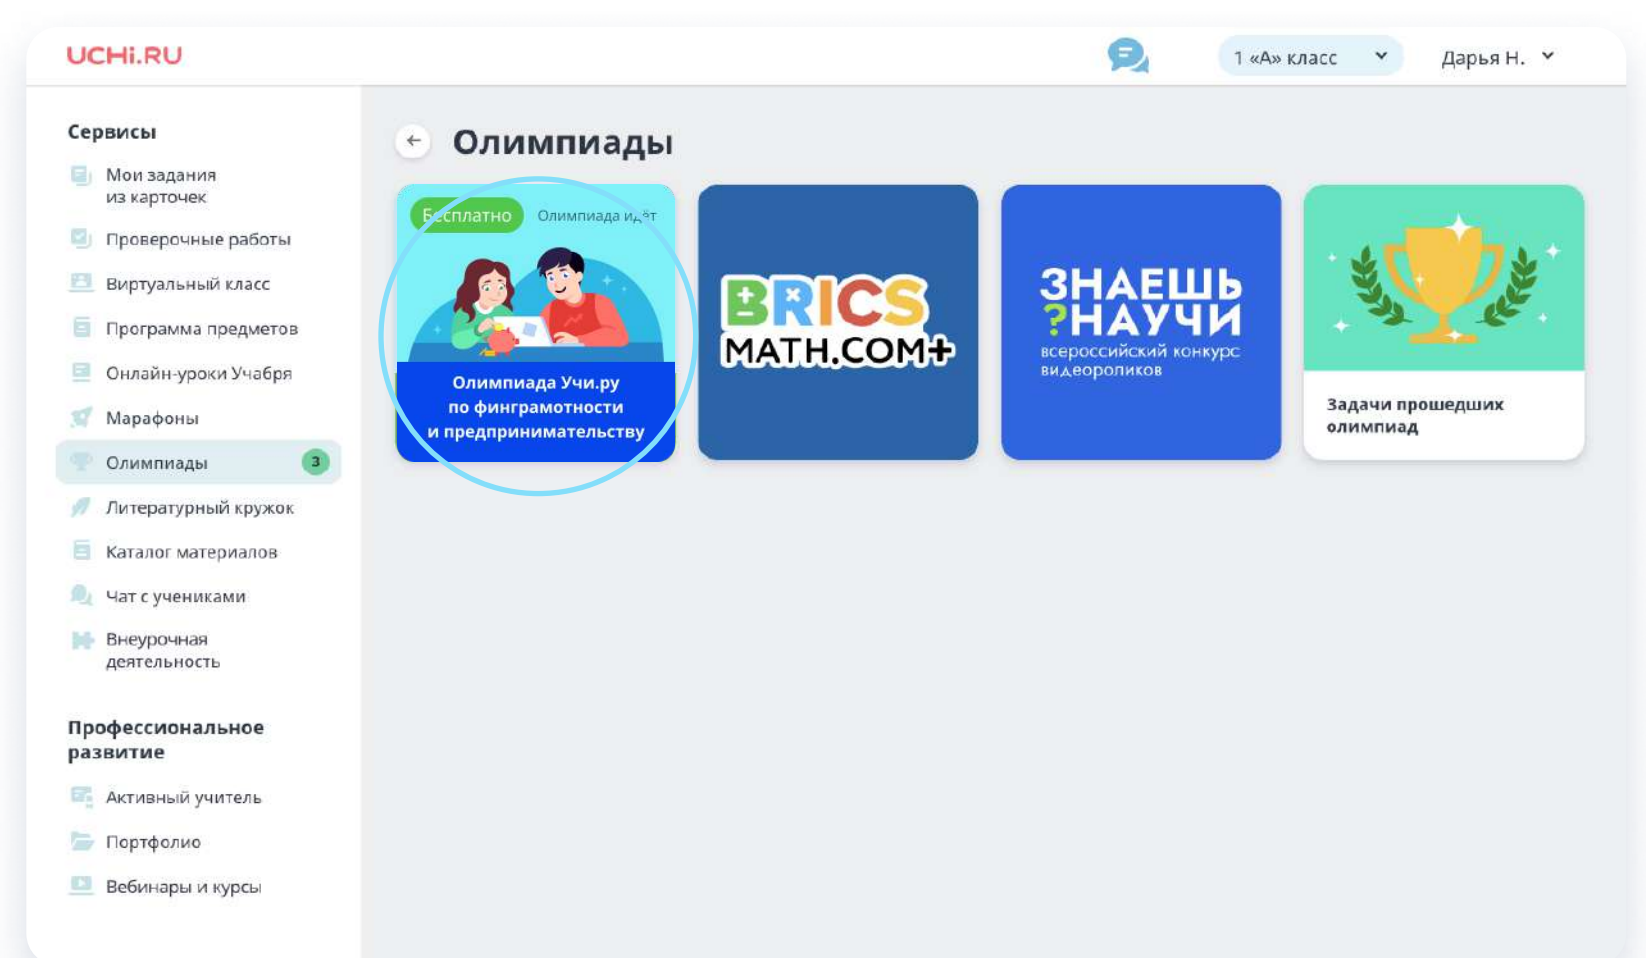 UCHi.RU
1 «А» класс
Дарья Н.
Сервисы
Мои задания
из карточек
Проверочные работы
Виртуальный класс
Программа предметов
Онлайн-уроки Учабря
Марафоны
Олимпиады
3
Литературный кружок
Каталог материалов
Чат с учениками
Внеурочная
деятельность
Профессиональное
развитие
Активный учитель
Портфолио
Вебинары и курсы
Олимпиады
Бесплатно
Олимпиада идёт
Олимпиада Учи.ру
по финграмотности
и предпринимательству
BRICS
MATH.COM+
ЗНАЕШЬ
?НАУЧИ
всероссийский конкурс
видеороликов
Задачи прошедших
олимпиад